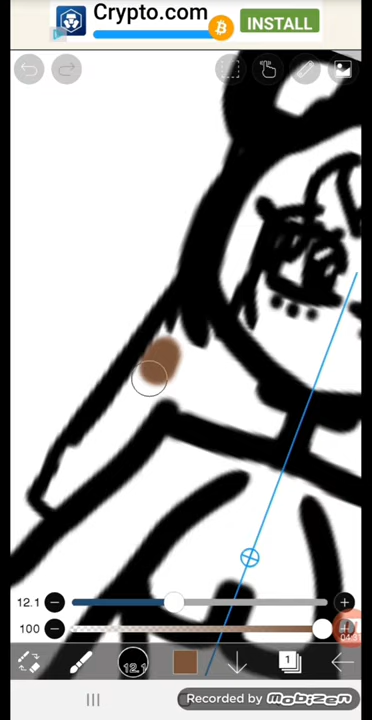 Crypto.com
INSTALL
12.1
100
12.1
1
Recorded by MOBIZEN